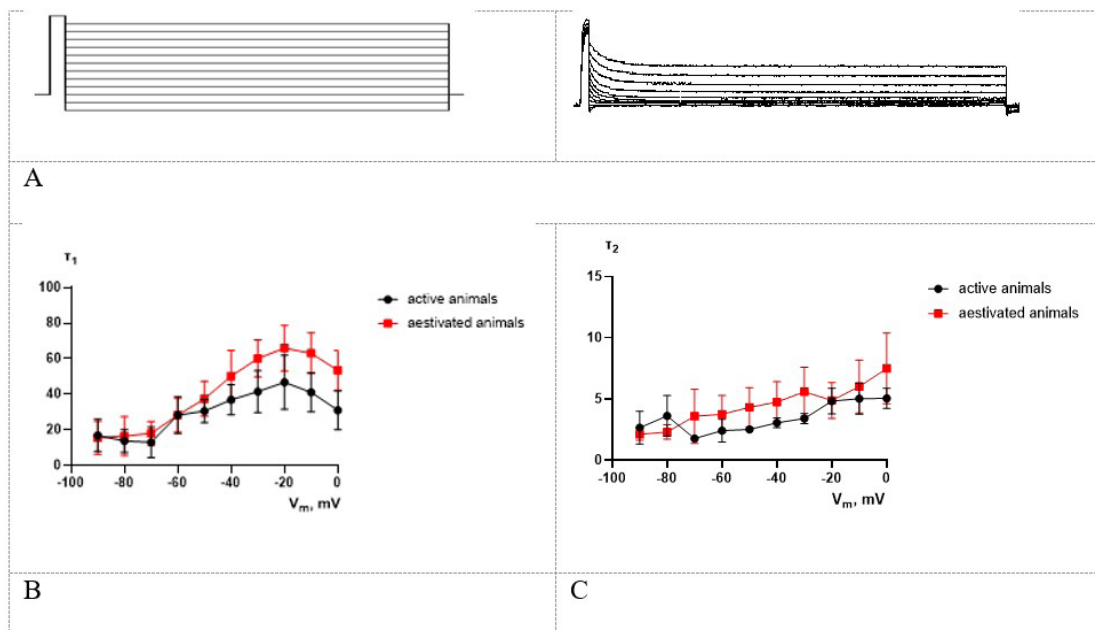 A
τ1
100
80
60
40
20
0
-100 -80 -60 -40 -20 0
Vm, mV
active animals
aestivated animals
τ2
15
10
5
0
-100 -80 -60 -40 -20 0
Vm, mV
active animals
aestivated animals
B C